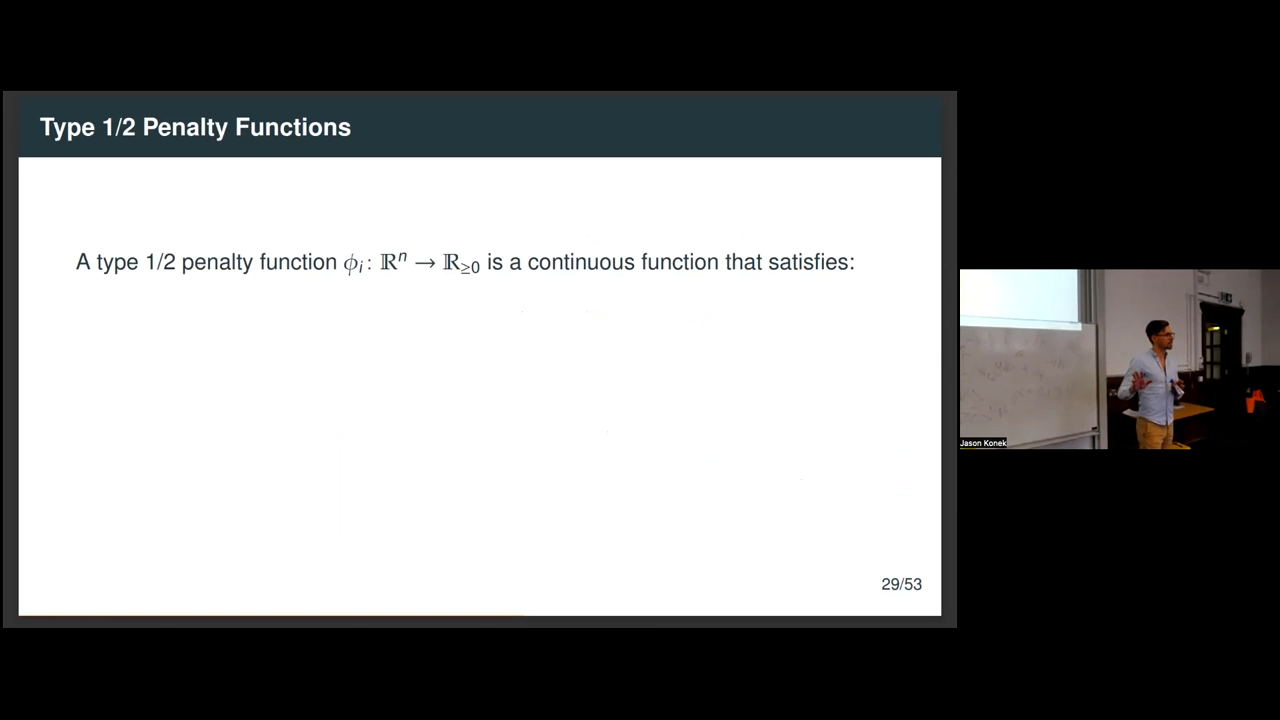 Type 1/2 Penalty Functions
A type 1/2 penalty function ϕᵢ: ℝⁿ → ℝ≥0 is a continuous function that satisfies:
29/53
Jason Konek